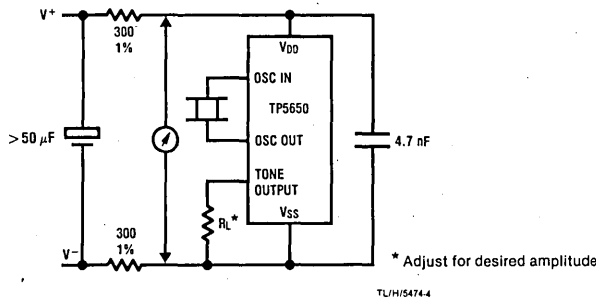 V+
300
1%
VDD
OSC IN
TP5650
> 50 μF
OSC OUT
4.7 nF
TONE
OUTPUT
RL*
VSS
300
1%
V−
* Adjust for desired amplitude
TL/H/5474-4